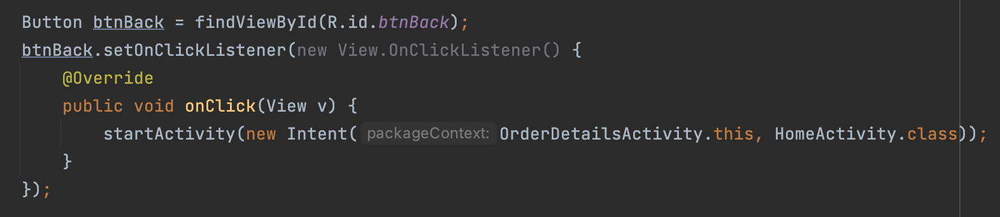 Button btnBack = findViewById(R.id.btnBack);
btnBack.setOnClickListener(new View.OnClickListener() {
    @Override
    public void onClick(View v) {
        startActivity(new Intent( packageContext: OrderDetailsActivity.this, HomeActivity.class));
    }
});